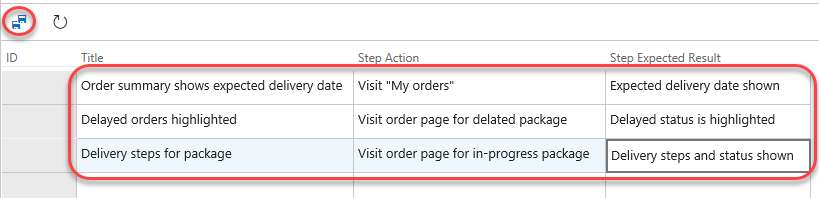 ID Title Step Action Step Expected Result
Order summary shows expected delivery date Visit "My orders" Expected delivery date shown
Delayed orders highlighted Visit order page for delated package Delayed status is highlighted
Delivery steps for package Visit order page for in-progress package Delivery steps and status shown